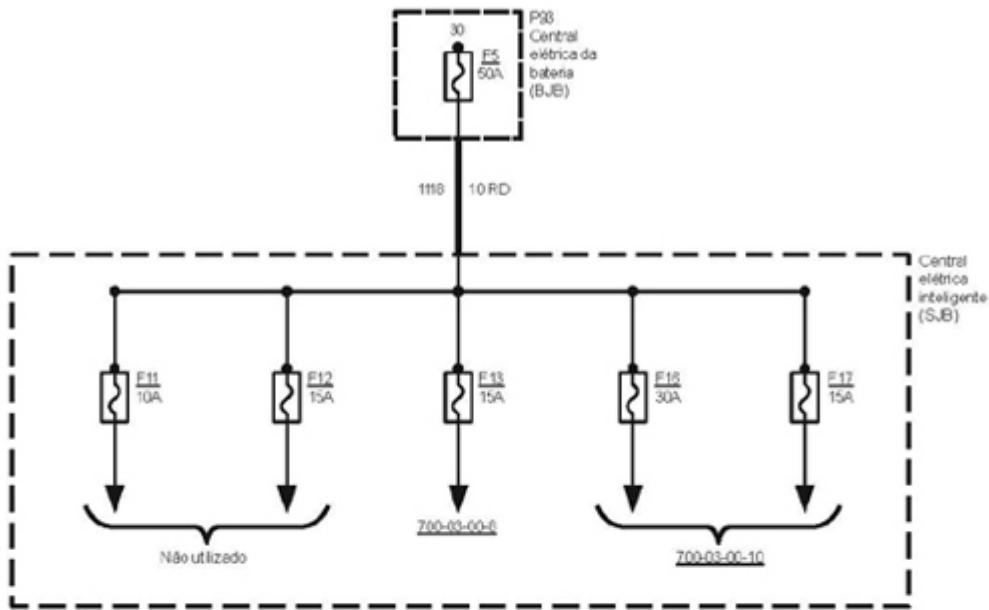 P93
Central
elétrica da
bateria
(BJB)
30
F5
50A
1118
10 RD
Central
elétrica
inteligente
(SJB)
F11
10A
F12
15A
F13
15A
F16
30A
F17
15A
Não utilizado
700-03-00-8
700-03-00-10